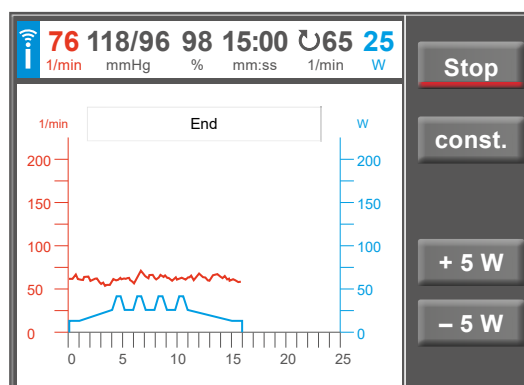 76 118/96 98 15:00 65 25
1/min mmHg % mm:ss 1/min W
Stop
1/min End W
const.
200 200
150 150
100 100
+ 5 W
50 50
– 5 W
0 0
0 5 10 15 20 25